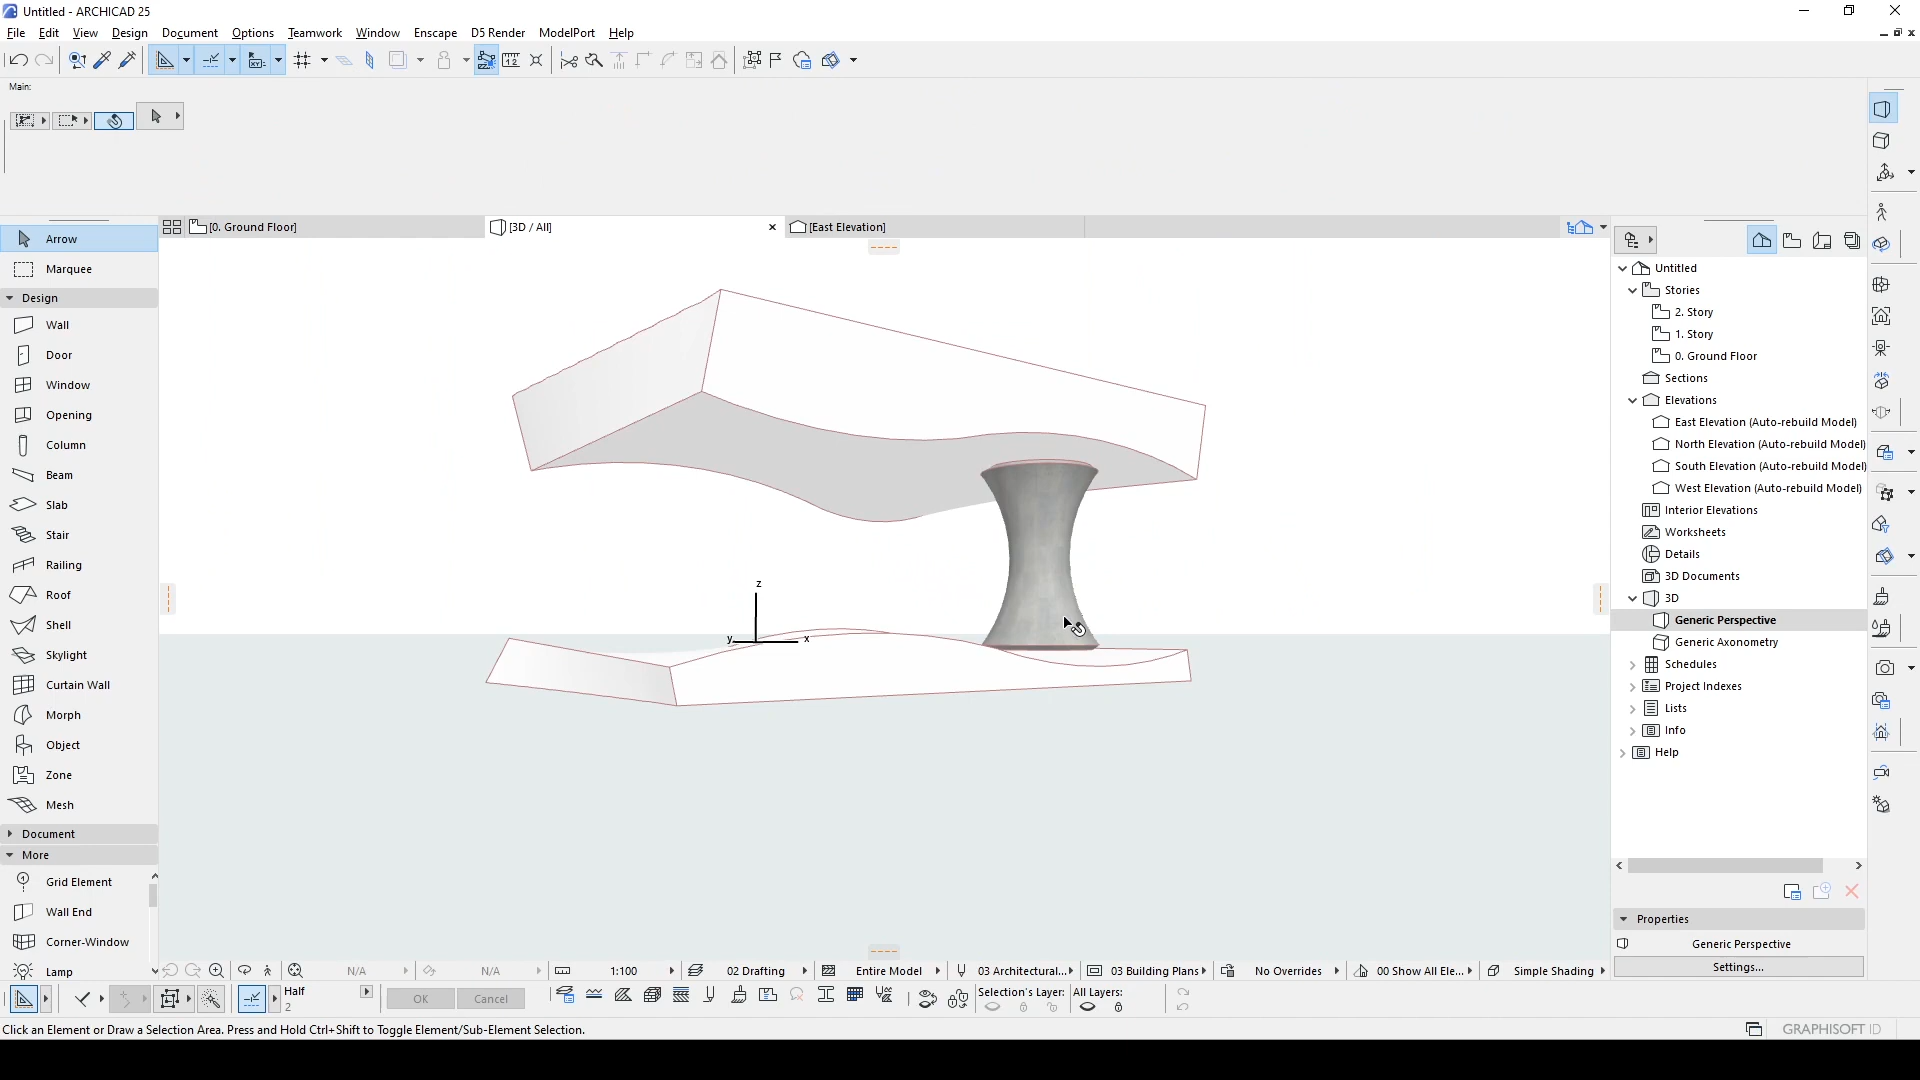 Untitled - ARCHICAD 25
File Edit View Design Document Options Teamwork Window Enscape D5 Render ModelPort Help
Main:
[0. Ground Floor]
[3D / All]
[East Elevation]
Arrow
Marquee
Design
Wall
Door
Window
Opening
Column
Beam
Slab
Stair
Railing
Roof
Shell
Skylight
Curtain Wall
Morph
Object
Zone
Mesh
Document
More
Grid Element
Wall End
Corner-Window
Lamp
z
y
x
Untitled
Stories
2. Story
1. Story
0. Ground Floor
Sections
Elevations
East Elevation (Auto-rebuild Model)
North Elevation (Auto-rebuild Model)
South Elevation (Auto-rebuild Model)
West Elevation (Auto-rebuild Model)
Interior Elevations
Worksheets
Details
3D Documents
3D
Generic Perspective
Generic Axonometry
Schedules
Project Indexes
Lists
Info
Help
Properties
Generic Perspective
Settings...
N/A N/A 1:100 02 Drafting Entire Model 03 Architectural... 03 Building Plans No Overrides 00 Show All Ele... Simple Shading
Half
2
OK
Cancel
Selection's Layer:
All Layers:
Click an Element or Draw a Selection Area. Press and Hold Ctrl+Shift to Toggle Element/Sub-Element Selection.
GRAPHISOFT ID